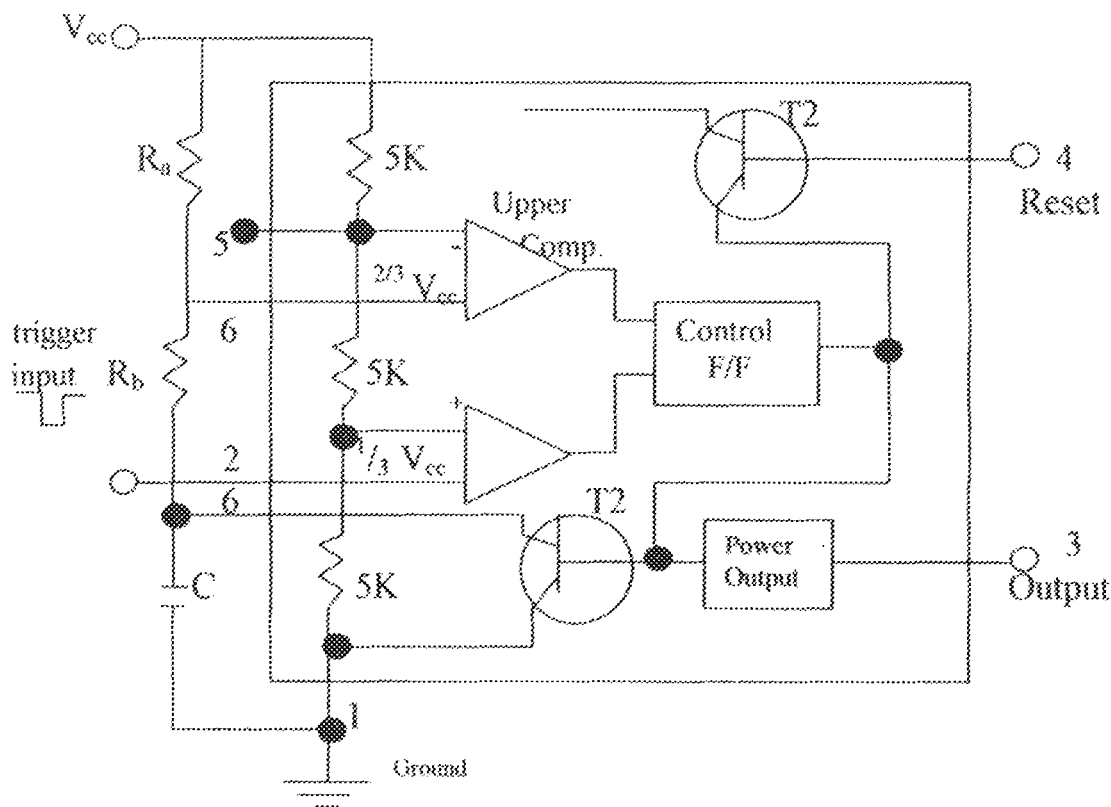 Vcc
T2
Ra
5K
4
Reset
Upper
Comp.
5
-
2/3 Vcc
6
trigger
input
Rb
5K
Control
F/F
+
1/3 Vcc
2
6
T2
Power
Output
3
Output
C
5K
1
Ground